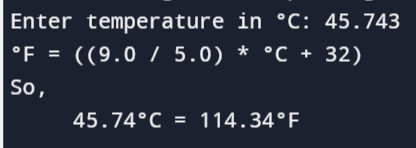 Enter temperature in °C: 45.743
°F = ((9.0 / 5.0) * °C + 32)
So,
45.74°C = 114.34°F